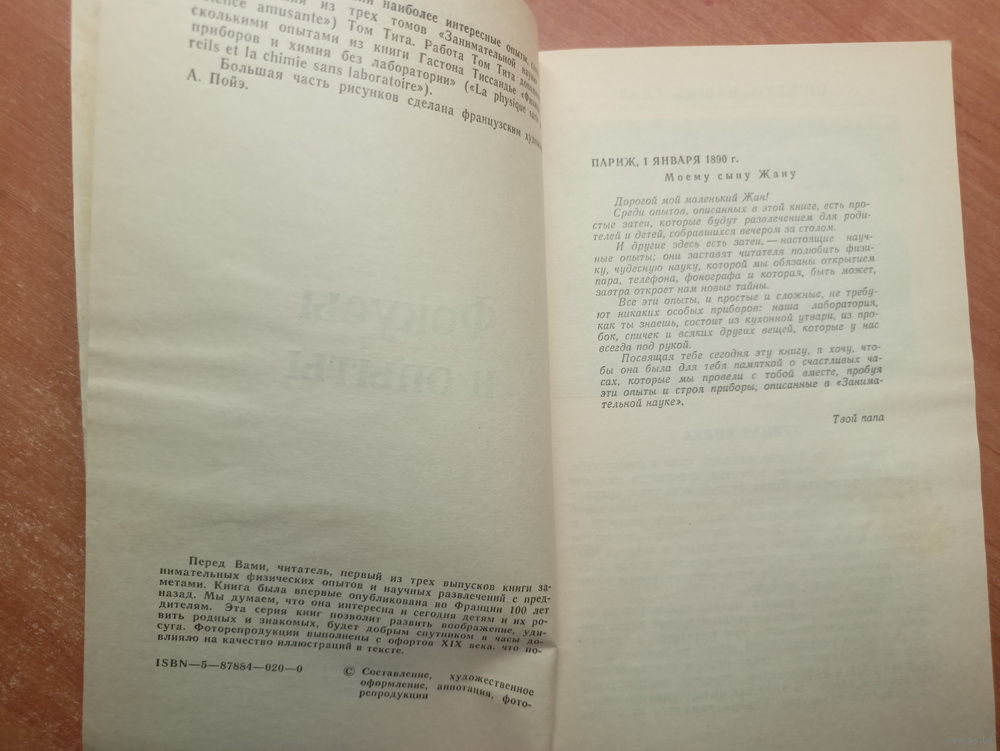 наиболее интересные опыты,
из трех томов «Занимательной науки»
amusante») Том Тита. Работа Том Тита
сколькими опытами из книги Гастона Тиссандье
приборов и химия без лаборатории» («La physique sans
reils et la chimie sans laboratoire»).
Большая часть рисунков сделана французским
А. Пойэ.
Перед Вами, читатель, первый из трех выпусков книги за-
нимательных физических опытов и научных развлечений с пред-
метами. Книга была впервые опубликована во Франции 100 лет
назад. Мы думаем, что она интересна и сегодня детям и их ро-
дителям. Эта серия книг позволит развить воображение, уди-
вить родных и знакомых, будет добрым спутником в часы до-
суга. Фоторепродукции выполнены с офортов XIX века, что по-
влияло на качество иллюстраций в тексте.
ISBN—5—87884—020—0
© Составление, художественное
оформление, аннотация, фото-
репродукции
ПАРИЖ, 1 ЯНВАРЯ 1890 г.
Моему сыну Жану
Дорогой мой маленький Жан!
Среди опытов, описанных в этой книге, есть про-
стые затеи, которые будут развлечением для роди-
телей и детей, собравшихся вечером за столом.
И другие здесь есть затеи, — настоящие науч-
ные опыты; они заставят читателя полюбить физи-
ку, чудесную науку, которой мы обязаны открытием
пара, телефона, фонографа и которая, быть может,
завтра откроет нам новые тайны.
Все эти опыты, и простые и сложные, не требу-
ют никаких особых приборов: наша лаборатория,
как ты знаешь, состоит из кухонной утвари, из про-
бок, спичек и всяких других вещей, которые у нас
всегда под рукой.
Посвящая тебе сегодня эту книгу, я хочу, что-
бы она была для тебя памяткой о счастливых ча-
сах, которые мы провели с тобой вместе, пробуя
эти опыты и строя приборы, описанные в «Занима-
тельной науке».
Твой папа